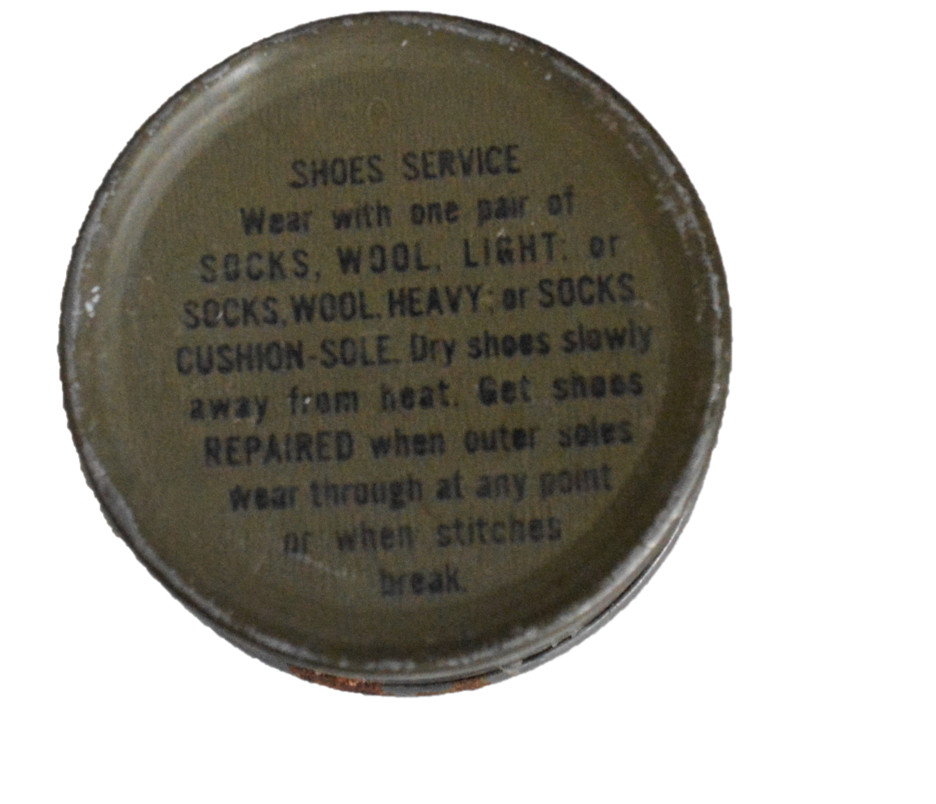 SHOES SERVICE
Wear with one pair of
SOCKS, WOOL, LIGHT; or
SOCKS, WOOL, HEAVY; or SOCKS
CUSHION-SOLE. Dry shoes slowly
away from heat. Get shoes
REPAIRED when outer soles
wear through at any point
or when stitches
break.